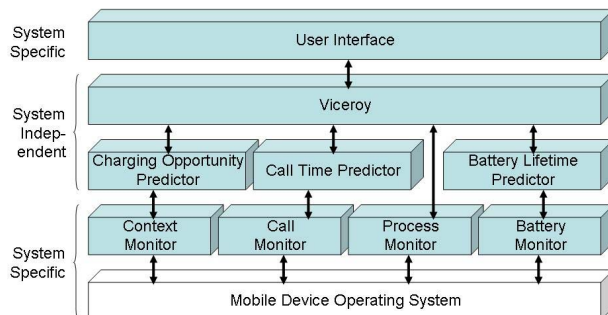 System
Specific
User Interface
System
Indep-
endent
Viceroy
Charging Opportunity
Predictor
Call Time Predictor
Battery Lifetime
Predictor
System
Specific
Context
Monitor
Call
Monitor
Process
Monitor
Battery
Monitor
Mobile Device Operating System